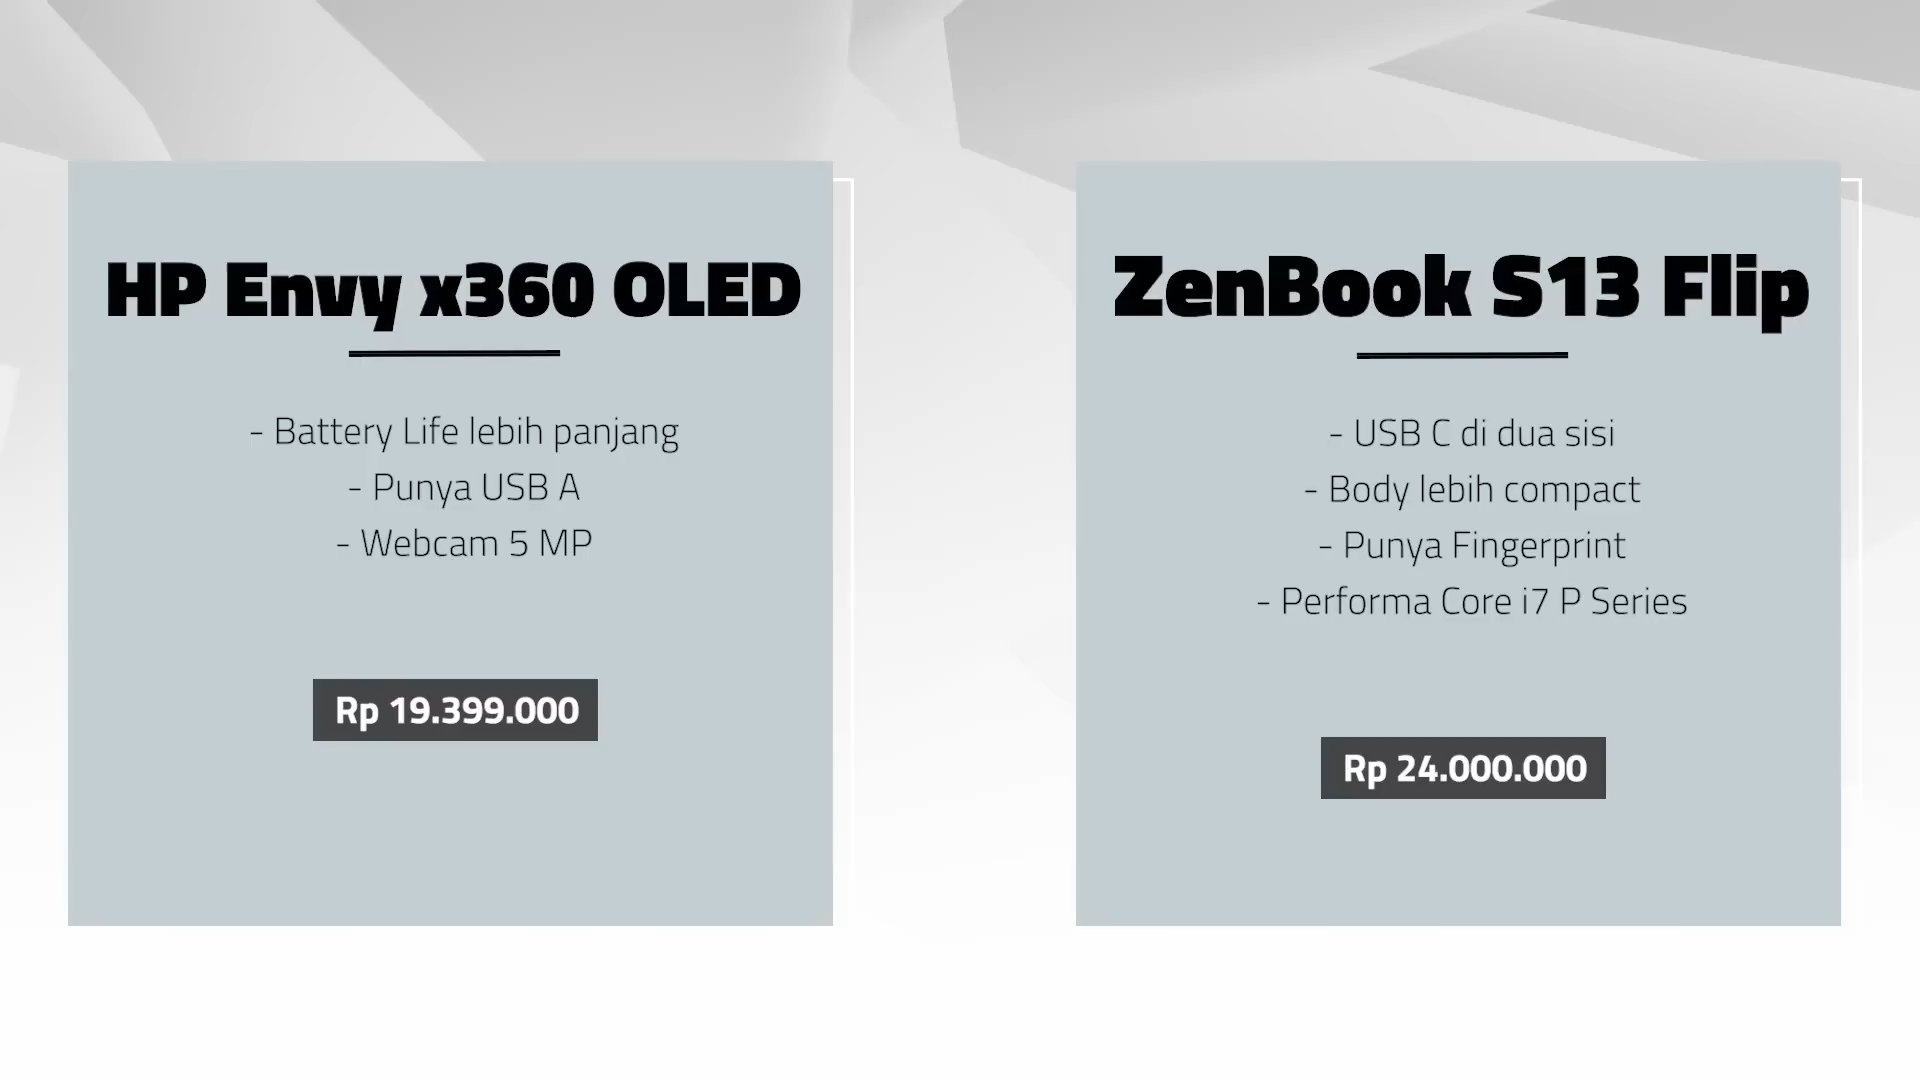 HP Envy x360 OLED
- Battery Life lebih panjang
- Punya USB A
- Webcam 5 MP
Rp 19.399.000
ZenBook S13 Flip
- USB C di dua sisi
- Body lebih compact
- Punya Fingerprint
- Performa Core i7 P Series
Rp 24.000.000